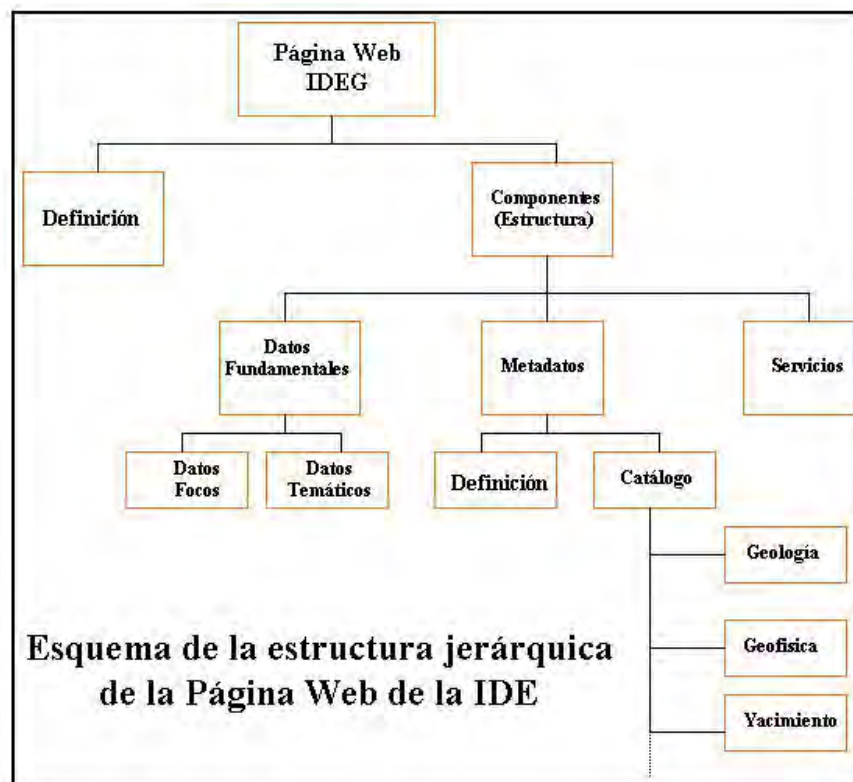 Página Web
IDEG
Definición
Componentes
(Estructura)
Datos
Fundamentales
Metadatos
Servicios
Datos
Focos
Datos
Temáticos
Definición
Catálogo
Geología
Geofisica
Yacimiento
Esquema de la estructura jerárquica
de la Página Web de la IDE